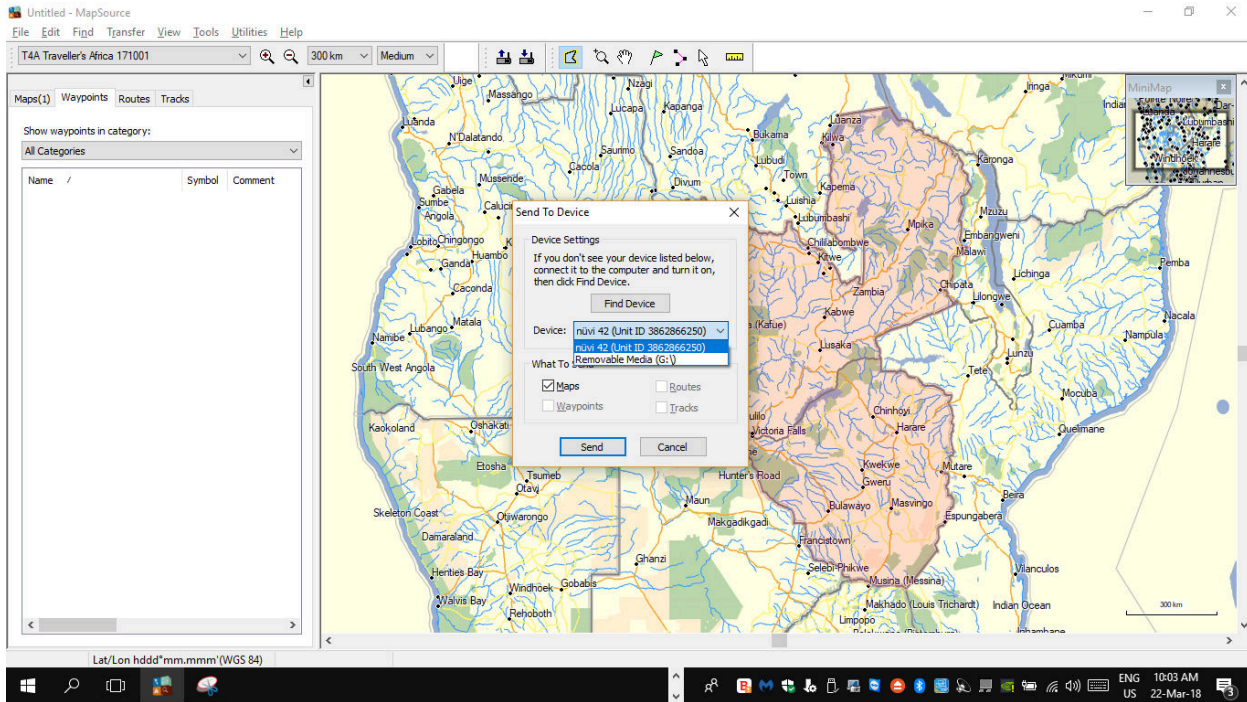 Untitled - MapSource
File Edit Find Transfer View Tools Utilities Help
T4A Traveller's Africa 171001
300 km
Medium
Maps(1) Waypoints Routes Tracks
Show waypoints in category:
All Categories
Name / Symbol Comment
Send To Device
Device Settings
If you don't see your device listed below,
connect it to the computer and turn it on,
then click Find Device.
Find Device
Device: nüvi 42 (Unit ID 3862866250)
nüvi 42 (Unit ID 3862866250)
Removable Media (G:\)
What To Send
Maps
Routes
Waypoints
Tracks
Send
Cancel
MiniMap
Lubumbashi
Harare
Windhoek
Uige
Massango
Nzagi
Iringa
Luanda
Lucapa
Kapanga
Luanza
N'Dalatando
Bukama
Kilwa
Saurimo
Sandoa
Cacola
Lubudi
Karonga
Mussende
Divum
Town
Kapema
Gabela
Sumbe
Luishia
Angola
Lubumbashi
Mpika
Mzuzu
Lobito
Chingongo
Chililabombwe
Embangweni
Malawi
Huambo
Ganda
Kitwe
Pemba
Lichinga
Caconda
Zambia
Chipata
Lilongwe
Kabwe
Nacala
Lubango
Matala
(Kafue)
Cuamba
Nampula
Namibe
Lusaka
Lunzu
South West Angola
Tete
Mocuba
Chinhoyi
Kaokoland
Oshakati
Victoria Falls
Harare
Quelimane
Etosha
Tsumeb
Hunter's Road
Kwekwe
Mutare
Otavi
Gweru
Maun
Beira
Skeleton Coast
Otjiwarongo
Bulawayo
Masvingo
Espungabera
Makgadikgadi
Damaraland
Francistown
Ghanzi
Selebi-Phikwe
Vilanculos
Henties Bay
Windhoek
Gobabis
Musina (Messina)
Walvis Bay
Makhado (Louis Trichardt)
Indian Ocean
300 km
Rehoboth
Limpopo
Inhambane
Lat/Lon hddd°mm.mmm'(WGS 84)
ENG 10:03 AM
US 22-Mar-18
3